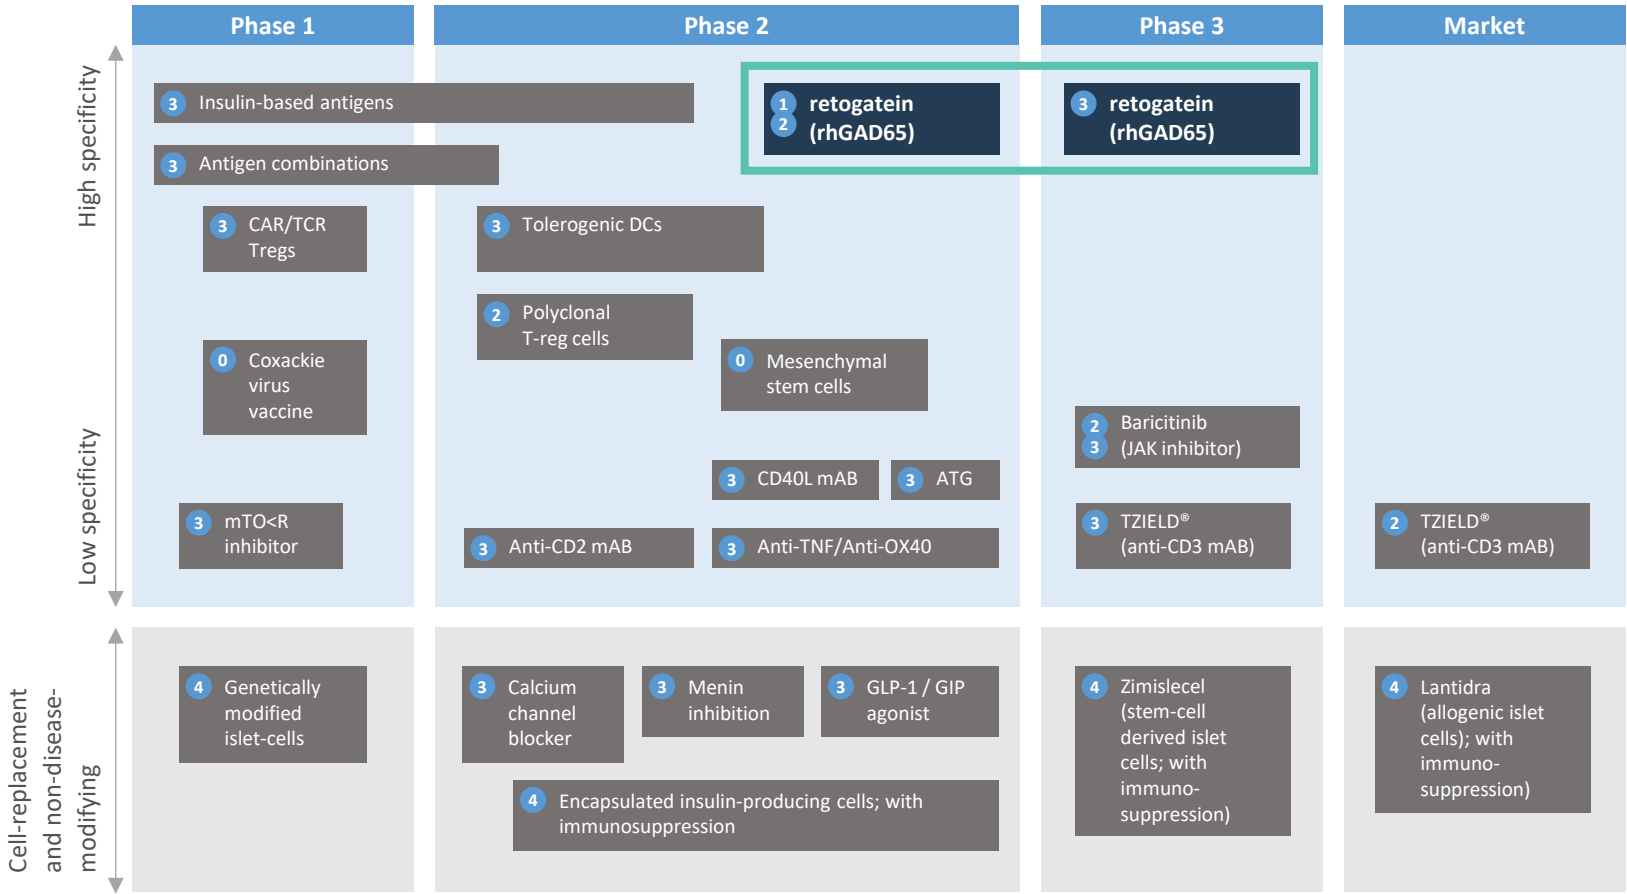 Phase 1
Phase 2
Phase 3
Market
High specificity
Low specificity
3 Insulin-based antigens
1 retogatein
2 (rhGAD65)
3 retogatein
(rhGAD65)
3 Antigen combinations
3 CAR/TCR
Tregs
3 Tolerogenic DCs
2 Polyclonal
T-reg cells
0 Coxackie
virus
vaccine
0 Mesenchymal
stem cells
2 Baricitinib
3 (JAK inhibitor)
3 CD40L mAB
3 ATG
3 mTO<R
inhibitor
3 Anti-CD2 mAB
3 Anti-TNF/Anti-OX40
3 TZIELD®
(anti-CD3 mAB)
2 TZIELD®
(anti-CD3 mAB)
Cell-replacement
and non-disease-
modifying
4 Genetically
modified
islet-cells
3 Calcium
channel
blocker
3 Menin
inhibition
3 GLP-1 / GIP
agonist
4 Encapsulated insulin-producing cells; with
immunosuppression
4 Zimislecel
(stem-cell
derived islet
cells; with
immuno-
suppression)
4 Lantidra
(allogenic islet
cells); with
immuno-
suppression)